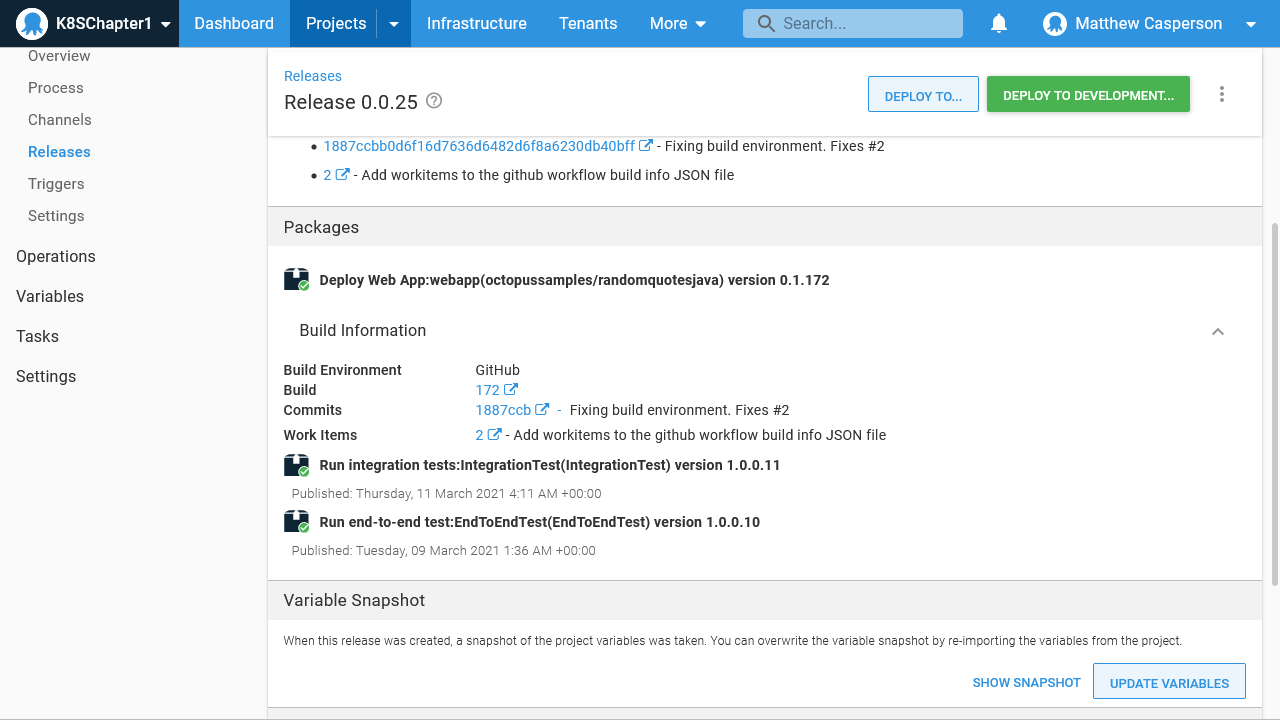 K8SChapter1 Dashboard Projects Infrastructure Tenants More Search... Matthew Casperson
Overview
Process
Channels
Releases
Triggers
Settings
Operations
Variables
Tasks
Settings
Releases
Release 0.0.25
DEPLOY TO...
DEPLOY TO DEVELOPMENT...
1887ccbb0d6f16d7636d6482d6f8a6230db40bff - Fixing build environment. Fixes #2
2 - Add workitems to the github workflow build info JSON file
Packages
Deploy Web App:webapp(octopussamples/randomquotesjava) version 0.1.172
Build Information
Build Environment GitHub
Build 172
Commits 1887ccb - Fixing build environment. Fixes #2
Work Items 2 - Add workitems to the github workflow build info JSON file
Run integration tests:IntegrationTest(IntegrationTest) version 1.0.0.11
Published: Thursday, 11 March 2021 4:11 AM +00:00
Run end-to-end test:EndToEndTest(EndToEndTest) version 1.0.0.10
Published: Tuesday, 09 March 2021 1:36 AM +00:00
Variable Snapshot
When this release was created, a snapshot of the project variables was taken. You can overwrite the variable snapshot by re-importing the variables from the project.
SHOW SNAPSHOT UPDATE VARIABLES